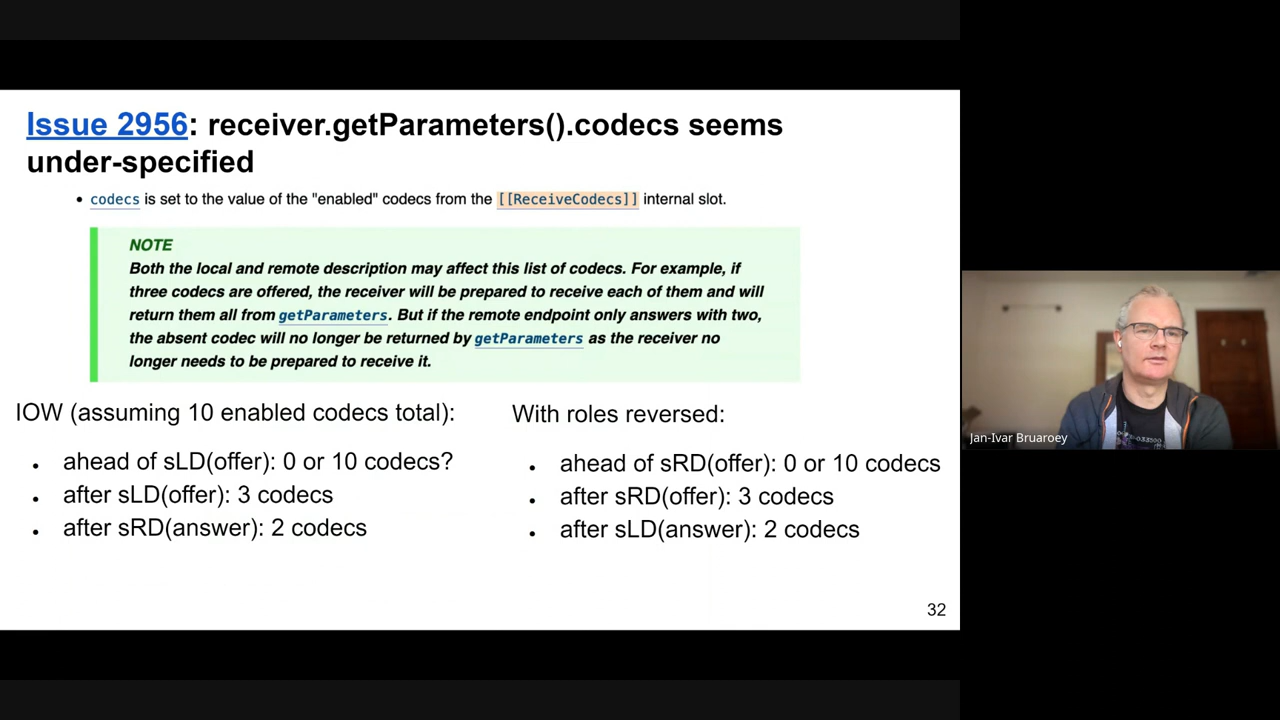 Issue 2956: receiver.getParameters().codecs seems
under-specified
• codecs is set to the value of the "enabled" codecs from the [[ReceiveCodecs]] internal slot.
NOTE
Both the local and remote description may affect this list of codecs. For example, if
three codecs are offered, the receiver will be prepared to receive each of them and will
return them all from getParameters. But if the remote endpoint only answers with two,
the absent codec will no longer be returned by getParameters as the receiver no
longer needs to be prepared to receive it.
IOW (assuming 10 enabled codecs total):
• ahead of sLD(offer): 0 or 10 codecs?
• after sLD(offer): 3 codecs
• after sRD(answer): 2 codecs
With roles reversed:
• ahead of sRD(offer): 0 or 10 codecs
• after sRD(offer): 3 codecs
• after sLD(answer): 2 codecs
32
Jan-Ivar Bruaroey